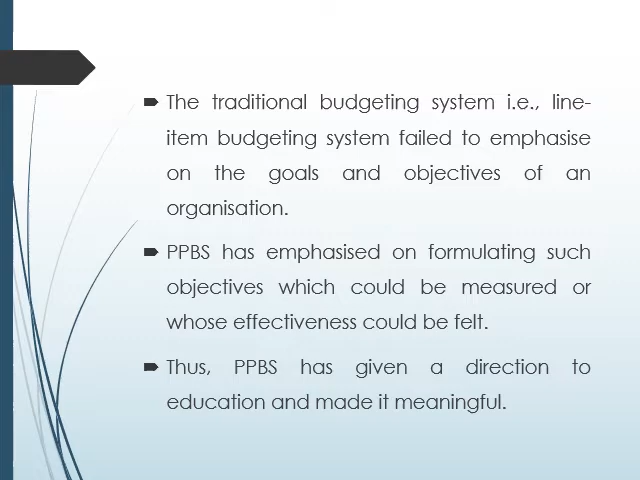 The traditional budgeting system i.e., line-
item budgeting system failed to emphasise
on the goals and objectives of an
organisation.
PPBS has emphasised on formulating such
objectives which could be measured or
whose effectiveness could be felt.
Thus, PPBS has given a direction to
education and made it meaningful.